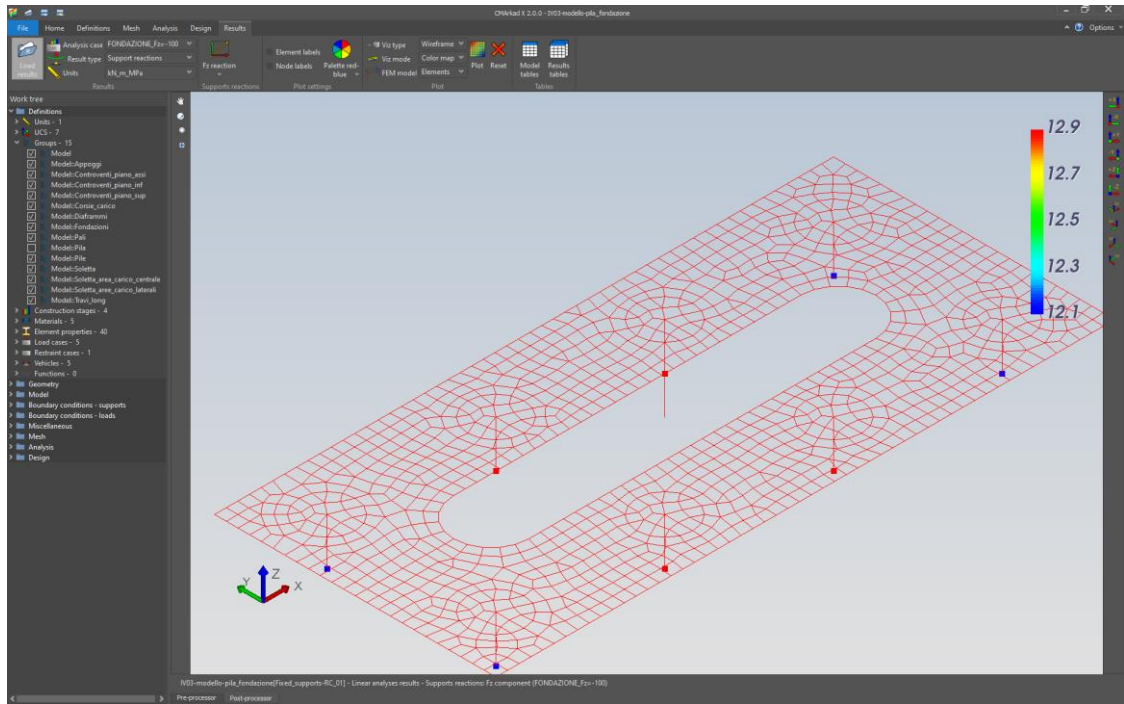 CMArkad X 2.0.0 - IV03-modello-pila_fondazione
File Home Definitions Mesh Analysis Design Results Options
Load results
Analysis case FONDAZIONE_Fz=-100
Result type Support reactions
Units kN_m_MPa
Results
Fz reaction
Supports reactions
Element labels
Node labels
Palette red-blue
Plot settings
Viz type Wireframe
Viz mode Color map
FEM model Elements
Plot Reset
Plot
Model tables
Results tables
Tables
Work tree
Definitions
Units - 1
UCS - 7
Groups - 15
Model
Model::Appoggi
Model::Controventi_piano_assi
Model::Controventi_piano_inf
Model::Controventi_piano_sup
Model::Corsie_carico
Model::Diaframmi
Model::Fondazioni
Model::Pali
Model::Pila
Model::Pile
Model::Soletta
Model::Soletta_area_carico_centrale
Model::Soletta_aree_carico_laterali
Model::Travi_long
Construction stages - 4
Materials - 5
Element properties - 40
Load cases - 5
Restraint cases - 1
Vehicles - 3
Functions - 0
Geometry
Model
Boundary conditions - supports
Boundary conditions - loads
Miscellaneous
Mesh
Analysis
Design
12.9
12.7
12.5
12.3
12.1
Z
Y
X
IV03-modello-pila_fondazione[Fixed_supports-RC_01] - Linear analyses results - Supports reactions: Fz component (FONDAZIONE_Fz=-100)
Pre-processor Post-processor